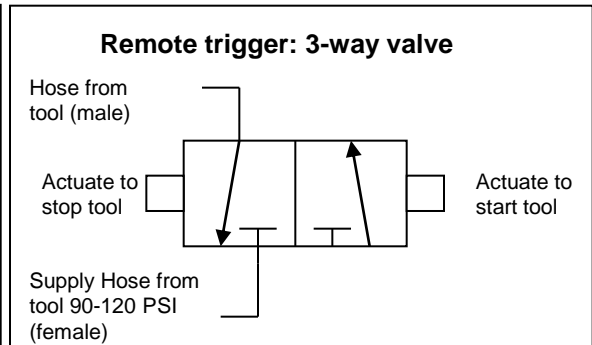 Remote trigger: 3-way valve
Hose from
tool (male)
Actuate to
stop tool
Actuate to
start tool
Supply Hose from
tool 90-120 PSI
(female)